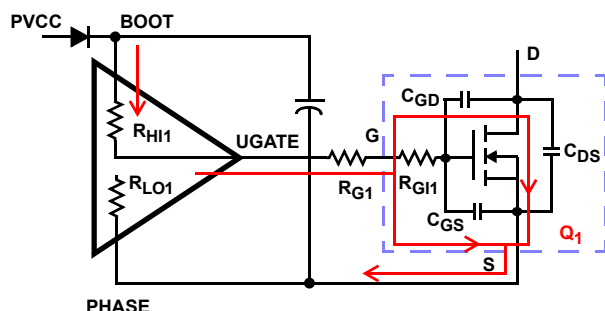 PVCC
BOOT
D
CGD
RHI1
UGATE
G
CDS
RLO1
RG1
RGI1
CGS
Q1
S
PHASE